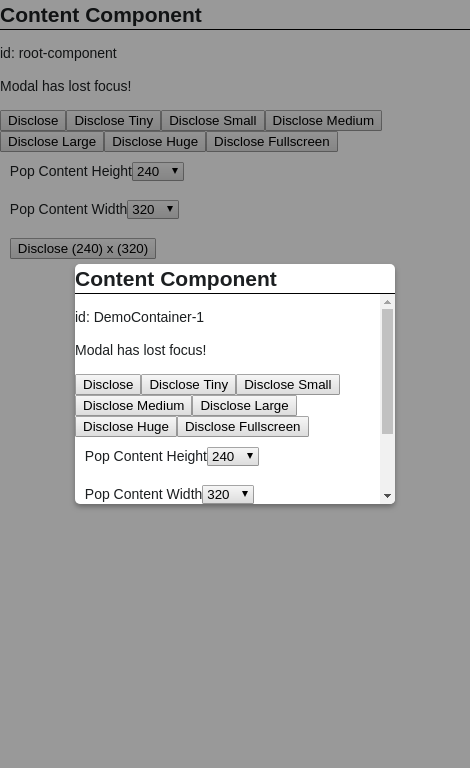 Content Component
id: root-component
Modal has lost focus!
Disclose Disclose Tiny Disclose Small Disclose Medium
Disclose Large Disclose Huge Disclose Fullscreen
Pop Content Height 240
Pop Content Width 320
Disclose (240) x (320)
Content Component
id: DemoContainer-1
Modal has lost focus!
Disclose Disclose Tiny Disclose Small
Disclose Medium Disclose Large
Disclose Huge Disclose Fullscreen
Pop Content Height 240
Pop Content Width 320